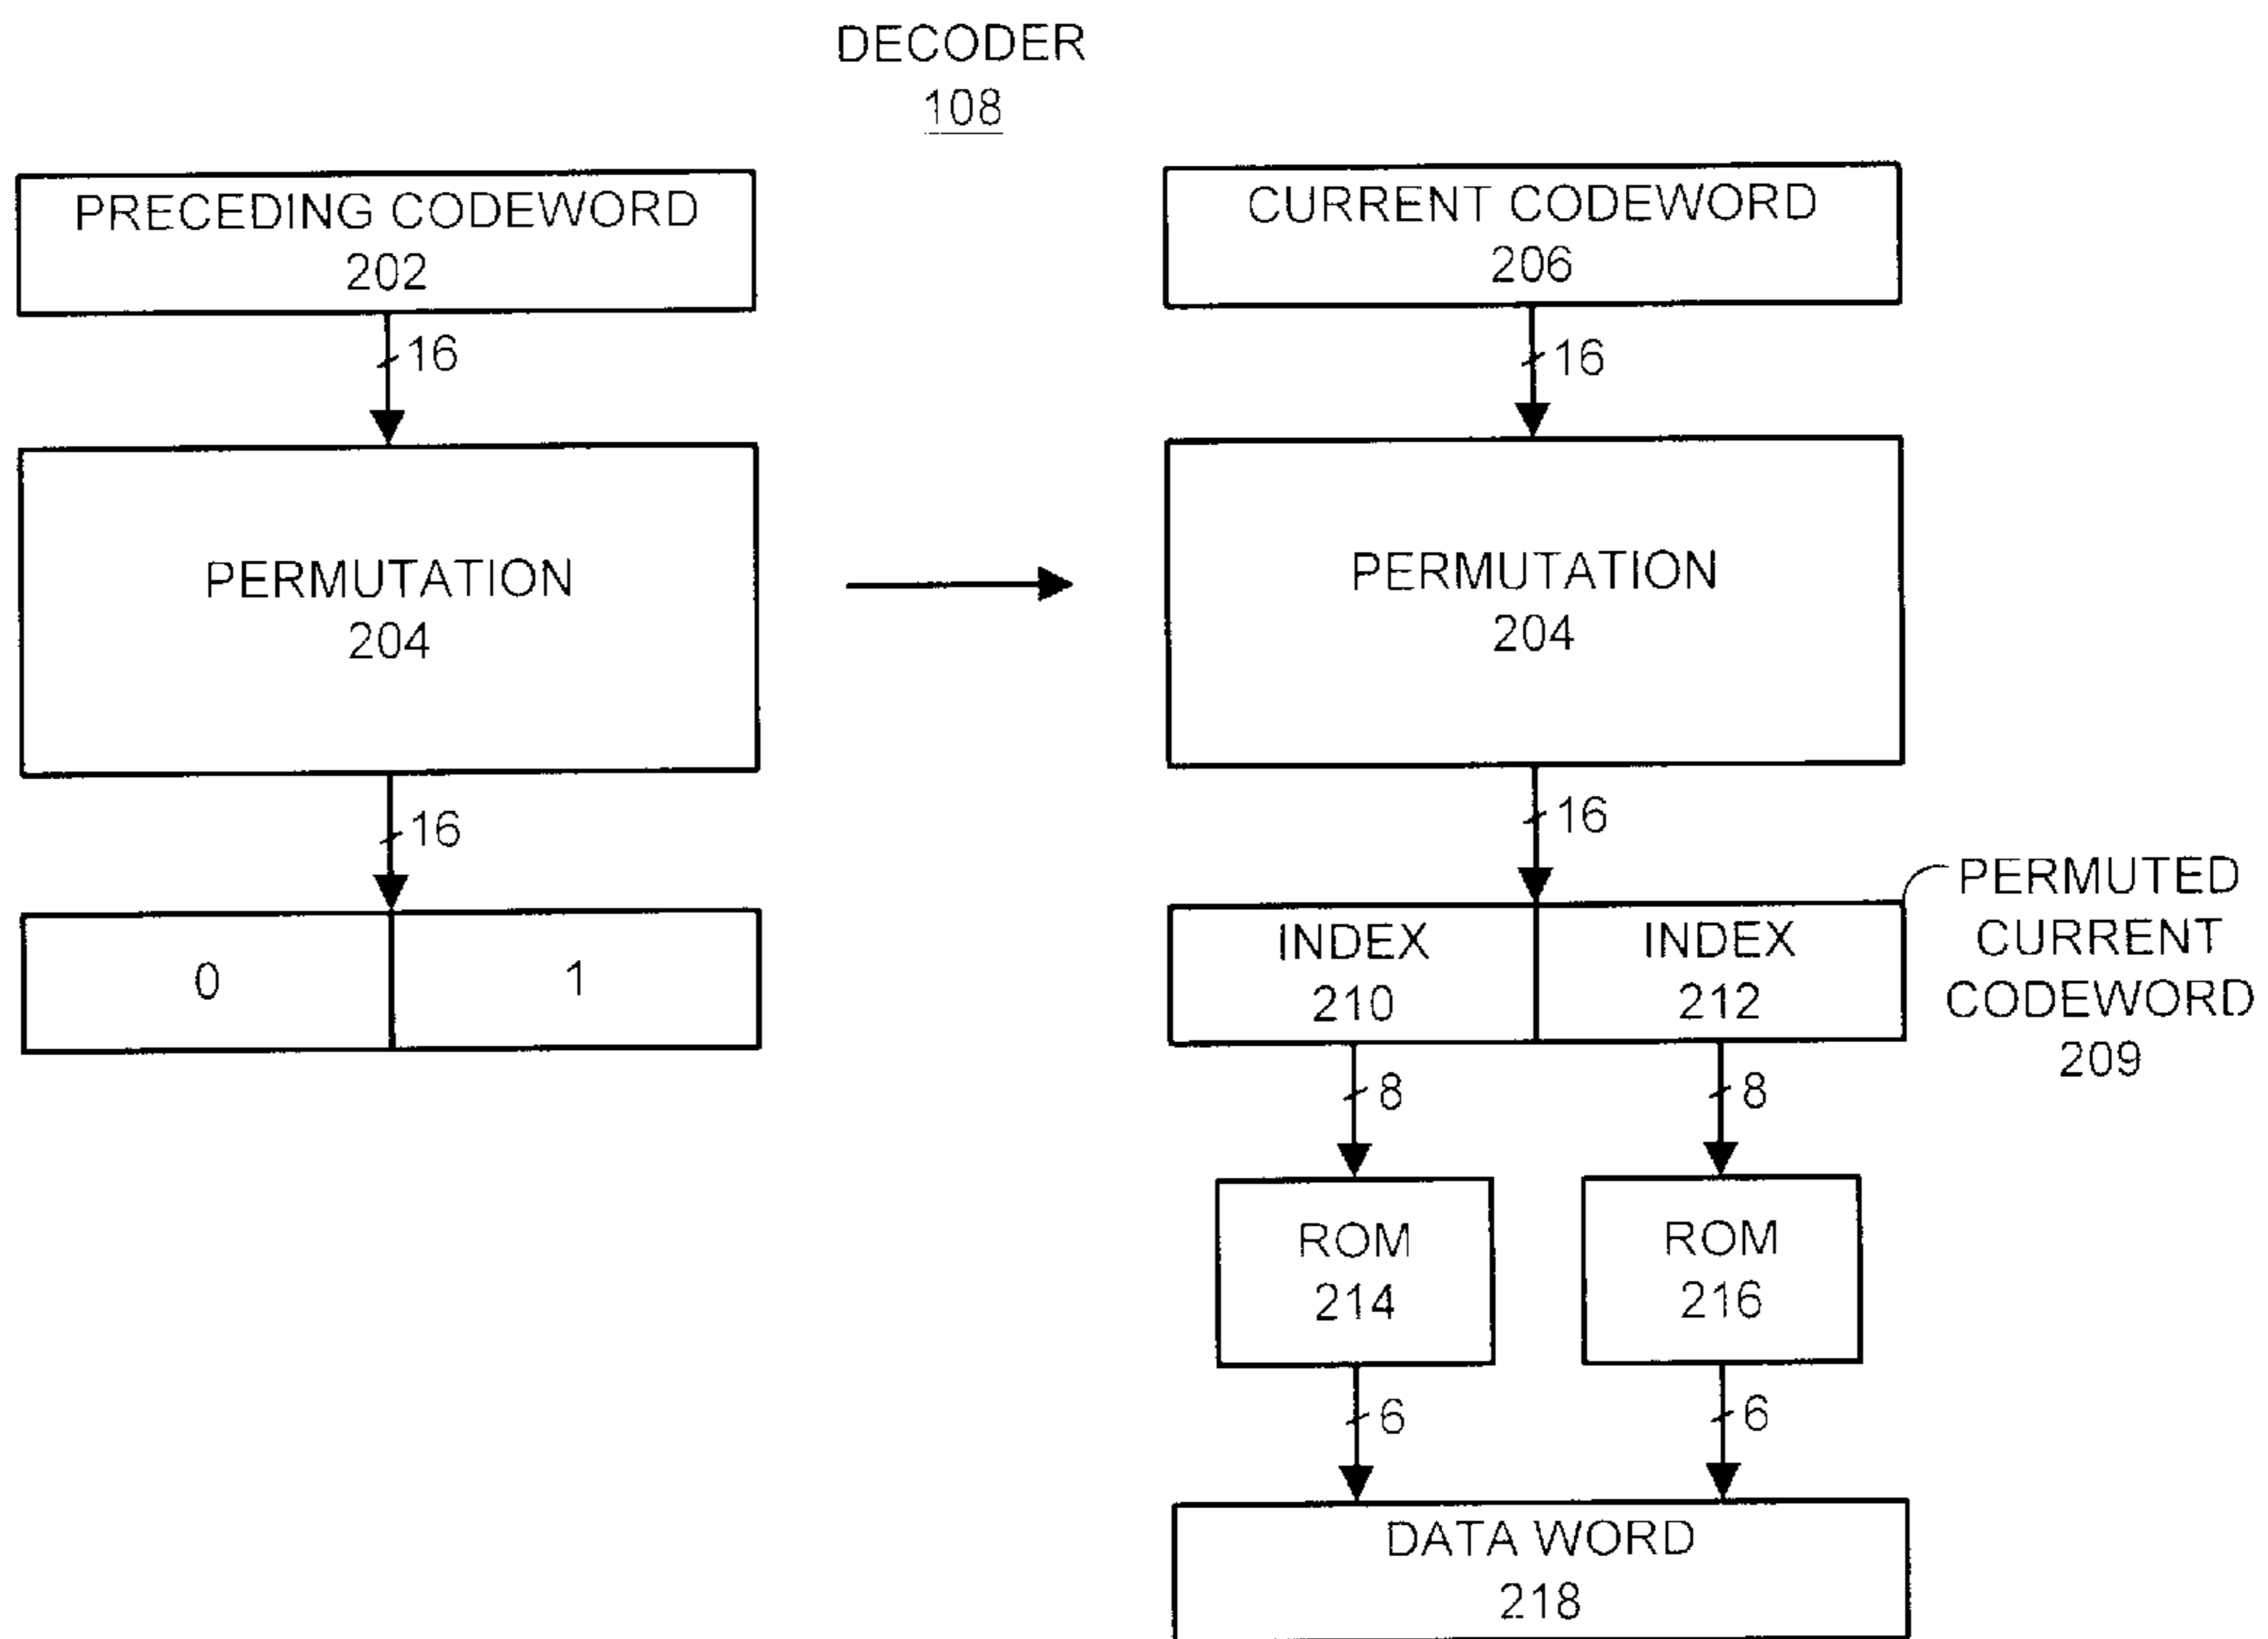 DECODER
108
PRECEDING CODEWORD
202
16
PERMUTATION
204
16
0
1
CURRENT CODEWORD
206
16
PERMUTATION
204
16
PERMUTED
CURRENT
CODEWORD
209
INDEX
210
INDEX
212
8
8
ROM
214
ROM
216
6
6
DATA WORD
218